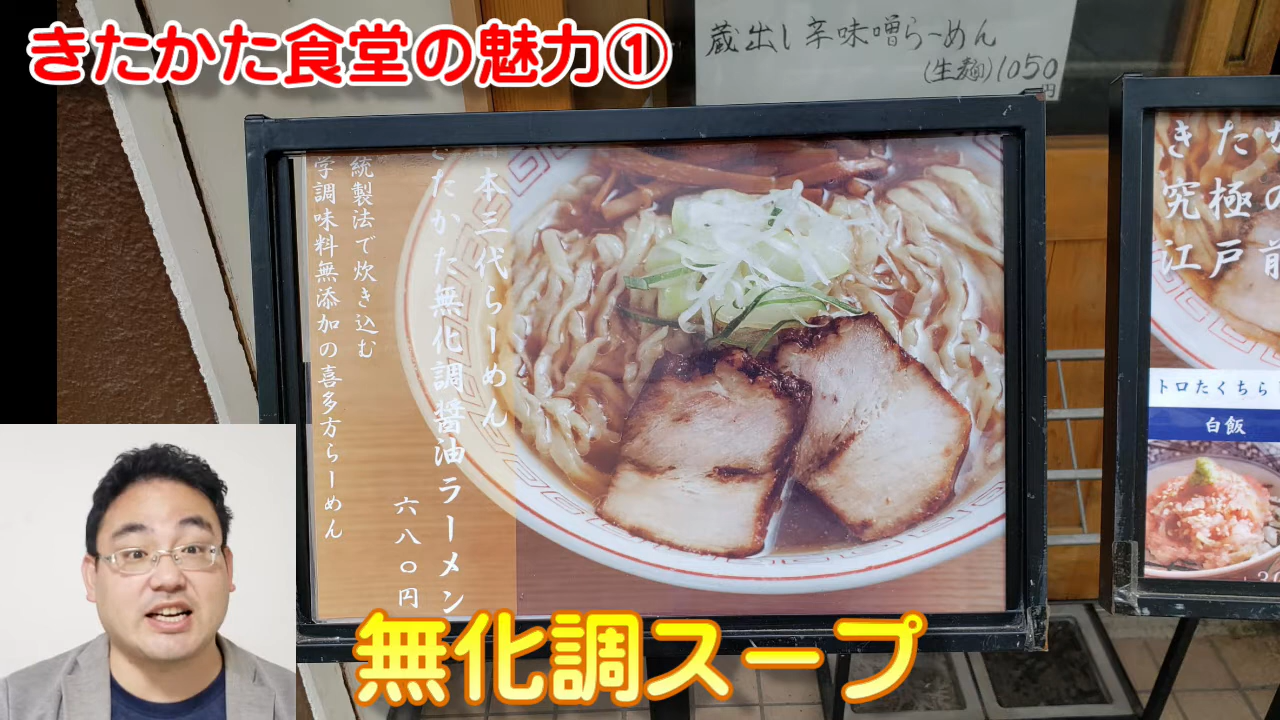 きたかた食堂の魅力①
蔵出し辛味噌らーめん
(生麺)1050
円
本三代らーめん
たかた無化調醤油ラーメン
六八〇円
統製法で炊き込む
学調味料無添加の喜多方らーめん
きたか
究極の
江戸前
トロたくちら
白飯
無化調スープ